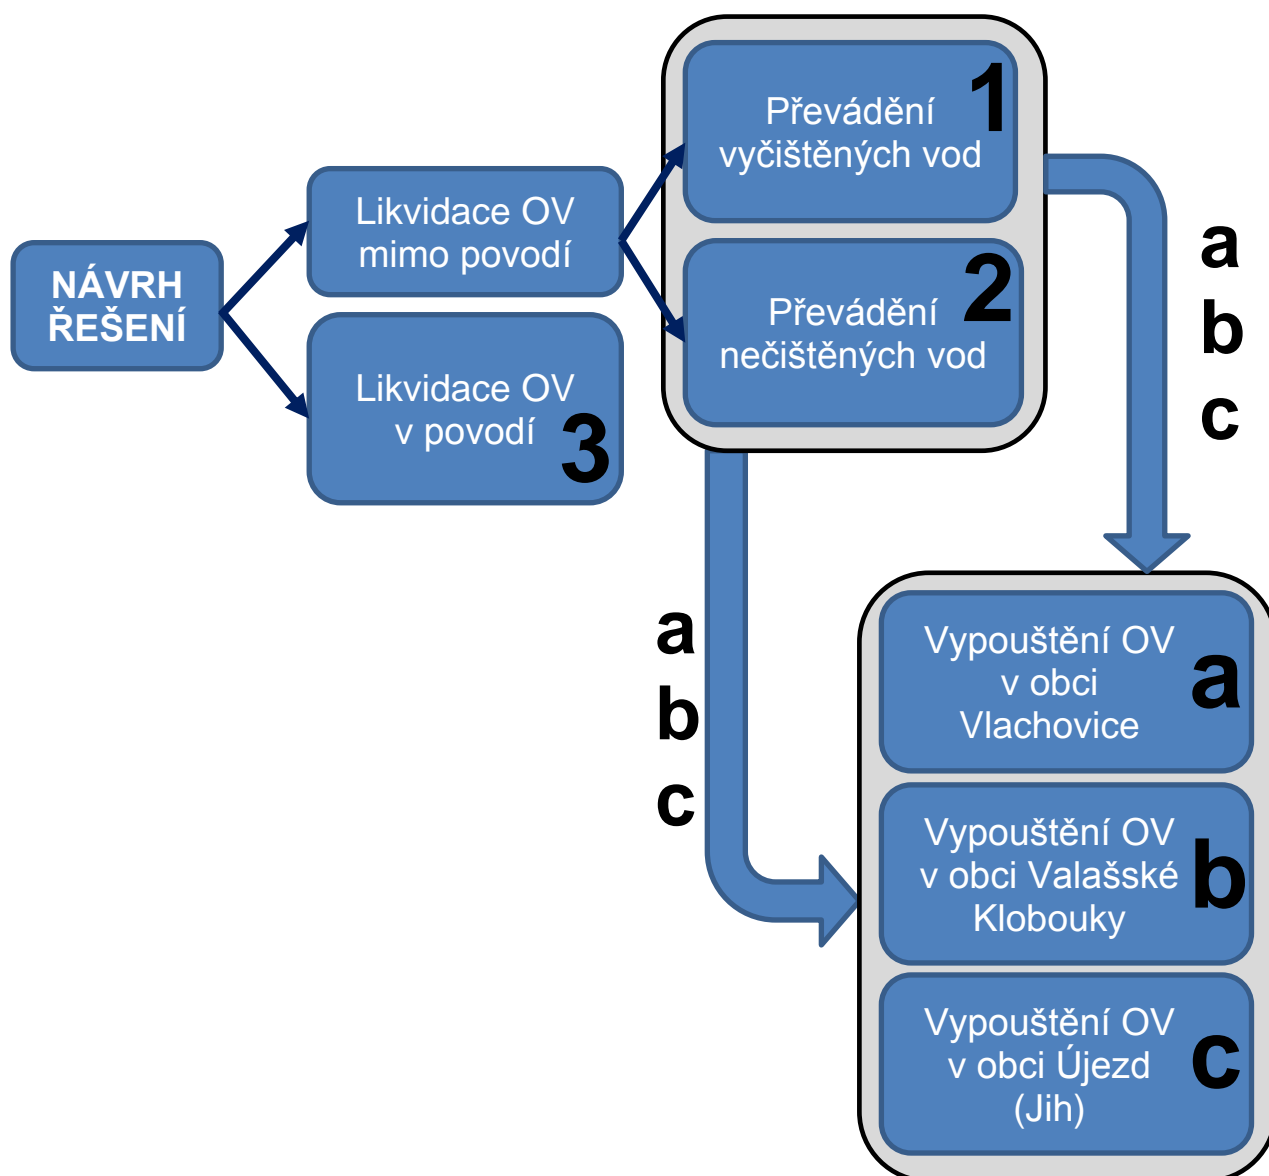 NÁVRH
ŘEŠENÍ
Likvidace OV
mimo povodí
Likvidace OV
v povodí
3
Převádění
vyčištěných vod
1
Převádění
nečištěných vod
2
a
b
c
a
b
c
Vypouštění OV
v obci
Vlachovice
a
Vypouštění OV
v obci Valašské
Klobouky
b
Vypouštění OV
v obci Újezd
(Jih)
c